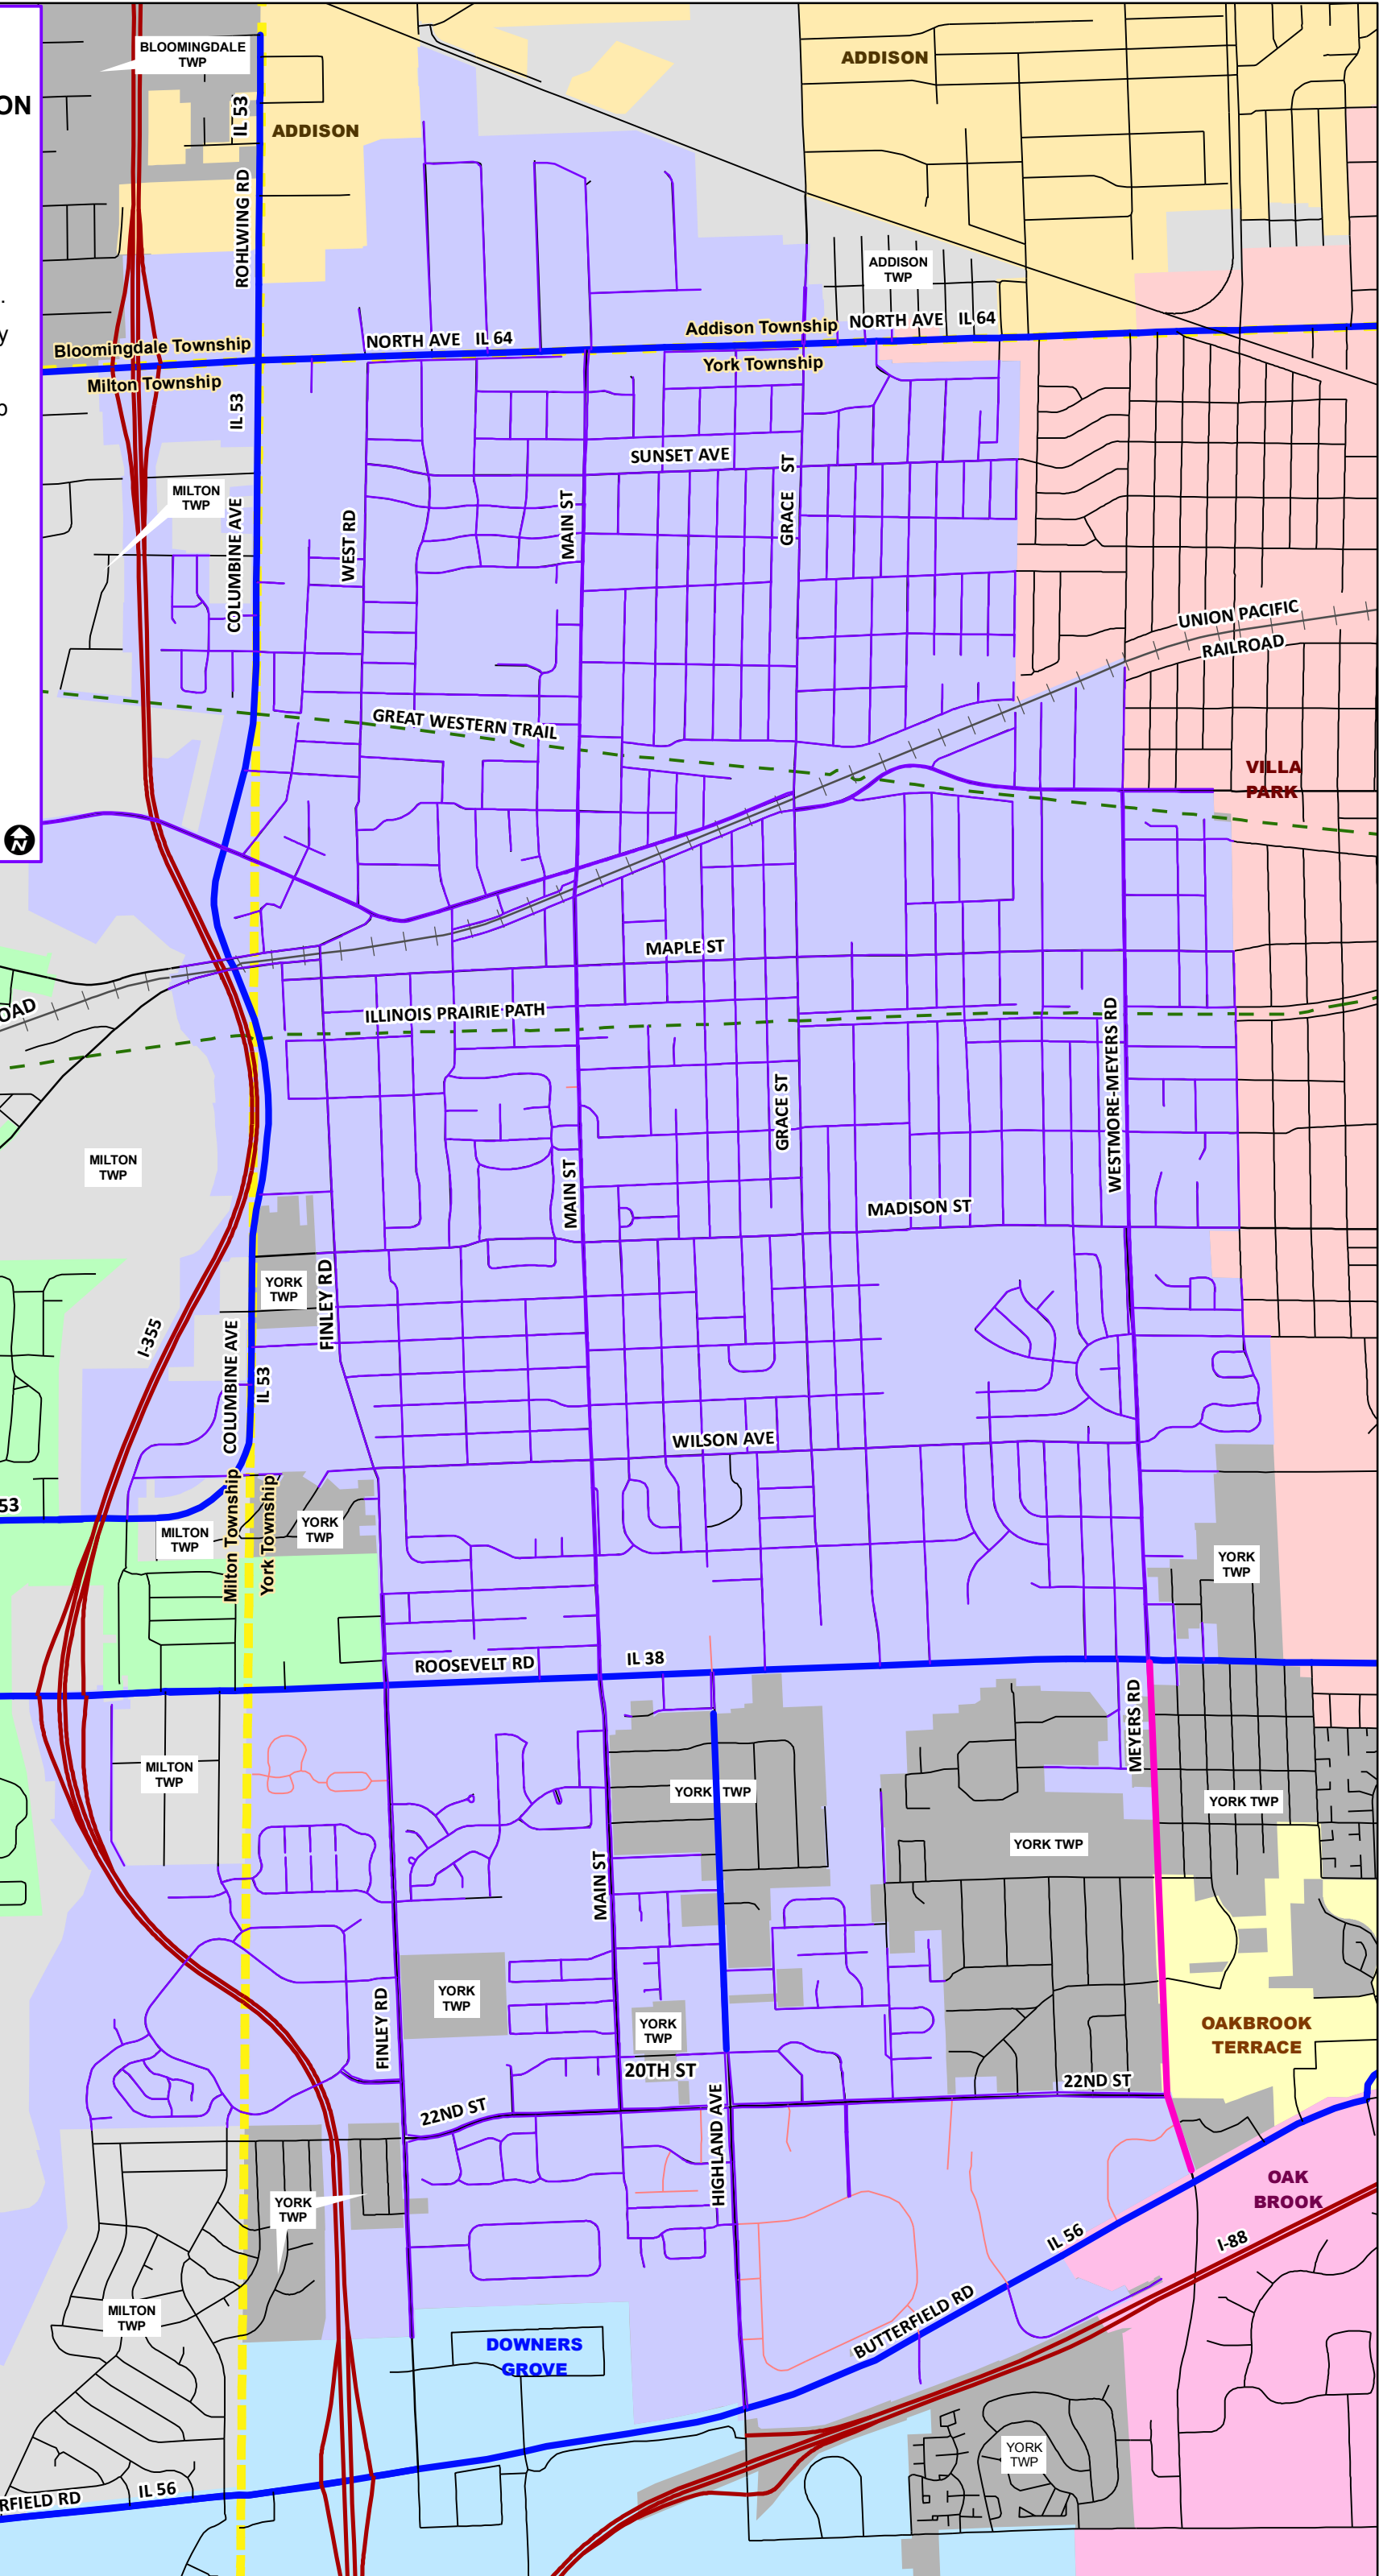 BLOOMINGDALE
TWP
ADDISON
ON
IL 53
ADDISON
ROHLWING RD
ADDISON
TWP
.
y
NORTH AVE IL 64
Addison Township
NORTH AVE IL 64
Bloomingdale Township
York Township
Milton Township
IL 53
SUNSET AVE
GRACE ST
MILTON
TWP
MAIN ST
WEST RD
COLUMBINE AVE
UNION PACIFIC
RAILROAD
GREAT WESTERN TRAIL
VILLA
PARK
N
MAPLE ST
OAD
ILLINOIS PRAIRIE PATH
WESTMORE-MEYERS RD
GRACE ST
MILTON
TWP
MAIN ST
MADISON ST
YORK
TWP
FINLEY RD
I-355
COLUMBINE AVE
IL 53
WILSON AVE
53
MILTON
TWP
Milton Township
York Township
YORK
TWP
YORK
TWP
ROOSEVELT RD
IL 38
MEYERS RD
MILTON
TWP
YORK TWP
YORK TWP
YORK TWP
MAIN ST
YORK
TWP
FINLEY RD
YORK
TWP
OAKBROOK
TERRACE
20TH ST
22ND ST
22ND ST
HIGHLAND AVE
OAK
BROOK
YORK
TWP
IL 56
I-88
MILTON
TWP
BUTTERFIELD RD
DOWNERS
GROVE
YORK
TWP
RFIELD RD
IL 56